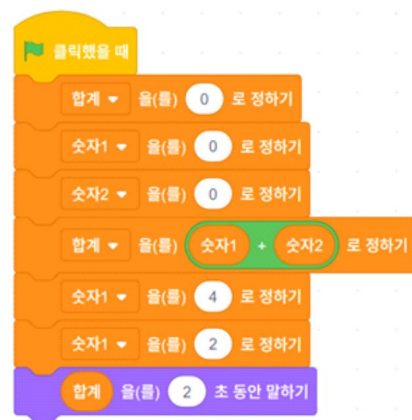 클릭했을 때
합계 을(를) 0 로 정하기
숫자1 을(를) 0 로 정하기
숫자2 을(를) 0 로 정하기
합계 을(를) 숫자1 + 숫자2 로 정하기
숫자1 을(를) 4 로 정하기
숫자1 을(를) 2 로 정하기
합계 을(를) 2 초 동안 말하기